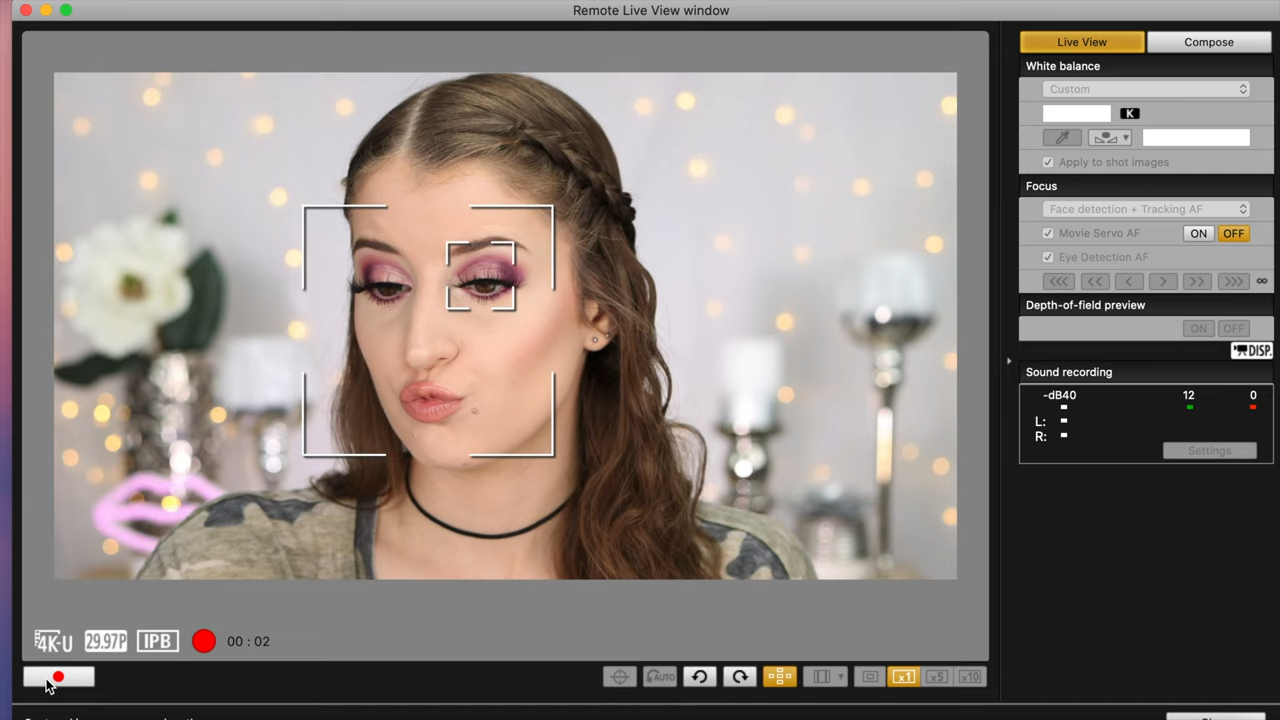 Remote Live View window
Live View
Compose
White balance
Custom
K
Apply to shot images
Focus
Face detection + Tracking AF
Movie Servo AF
ON
OFF
Eye Detection AF
<<<
<<
<
>
>>
>>>
∞
Depth-of-field preview
ON
OFF
DISP.
Sound recording
-dB40
12
0
L:
R:
Settings
4K-U
29.97P
IPB
00 : 02
AUTO
x1
x5
x10